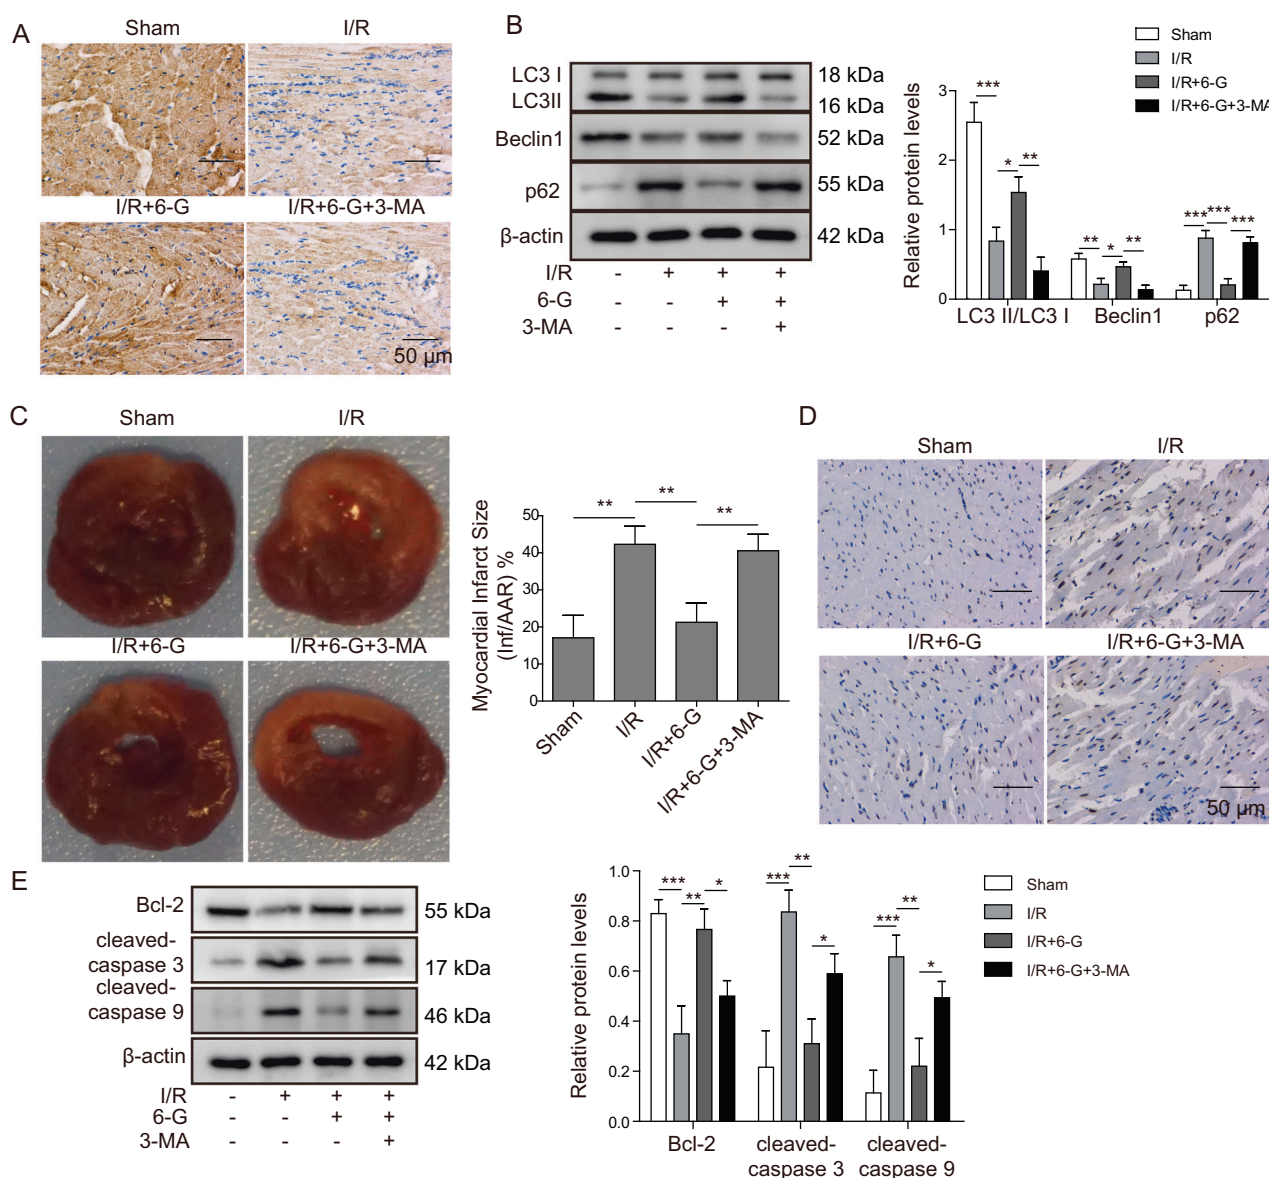 A
Sham
I/R
I/R+6-G
I/R+6-G+3-MA
50 μm
B
LC3 I
18 kDa
LC3II
16 kDa
Beclin1
52 kDa
p62
55 kDa
β-actin
42 kDa
I/R - + + +
6-G - - + +
3-MA - - - +
Sham
I/R
I/R+6-G
I/R+6-G+3-MA
Relative protein levels
3
2
1
0
*** * **
** * **
*** *** ***
LC3 II/LC3 I
Beclin1
p62
C
Sham
I/R
I/R+6-G
I/R+6-G+3-MA
Myocardial Infarct Size
(Inf/AAR) %
50
40
30
20
10
0
** ** **
Sham
I/R
I/R+6-G
I/R+6-G+3-MA
D
Sham
I/R
I/R+6-G
I/R+6-G+3-MA
50 μm
E
Bcl-2
55 kDa
cleaved-
caspase 3
17 kDa
cleaved-
caspase 9
46 kDa
β-actin
42 kDa
I/R - + + +
6-G - - + +
3-MA - - - +
Relative protein levels
1.0
0.8
0.6
0.4
0.2
0.0
*** ** *
*** ** *
*** ** *
Bcl-2
cleaved-
caspase 3
cleaved-
caspase 9
Sham
I/R
I/R+6-G
I/R+6-G+3-MA